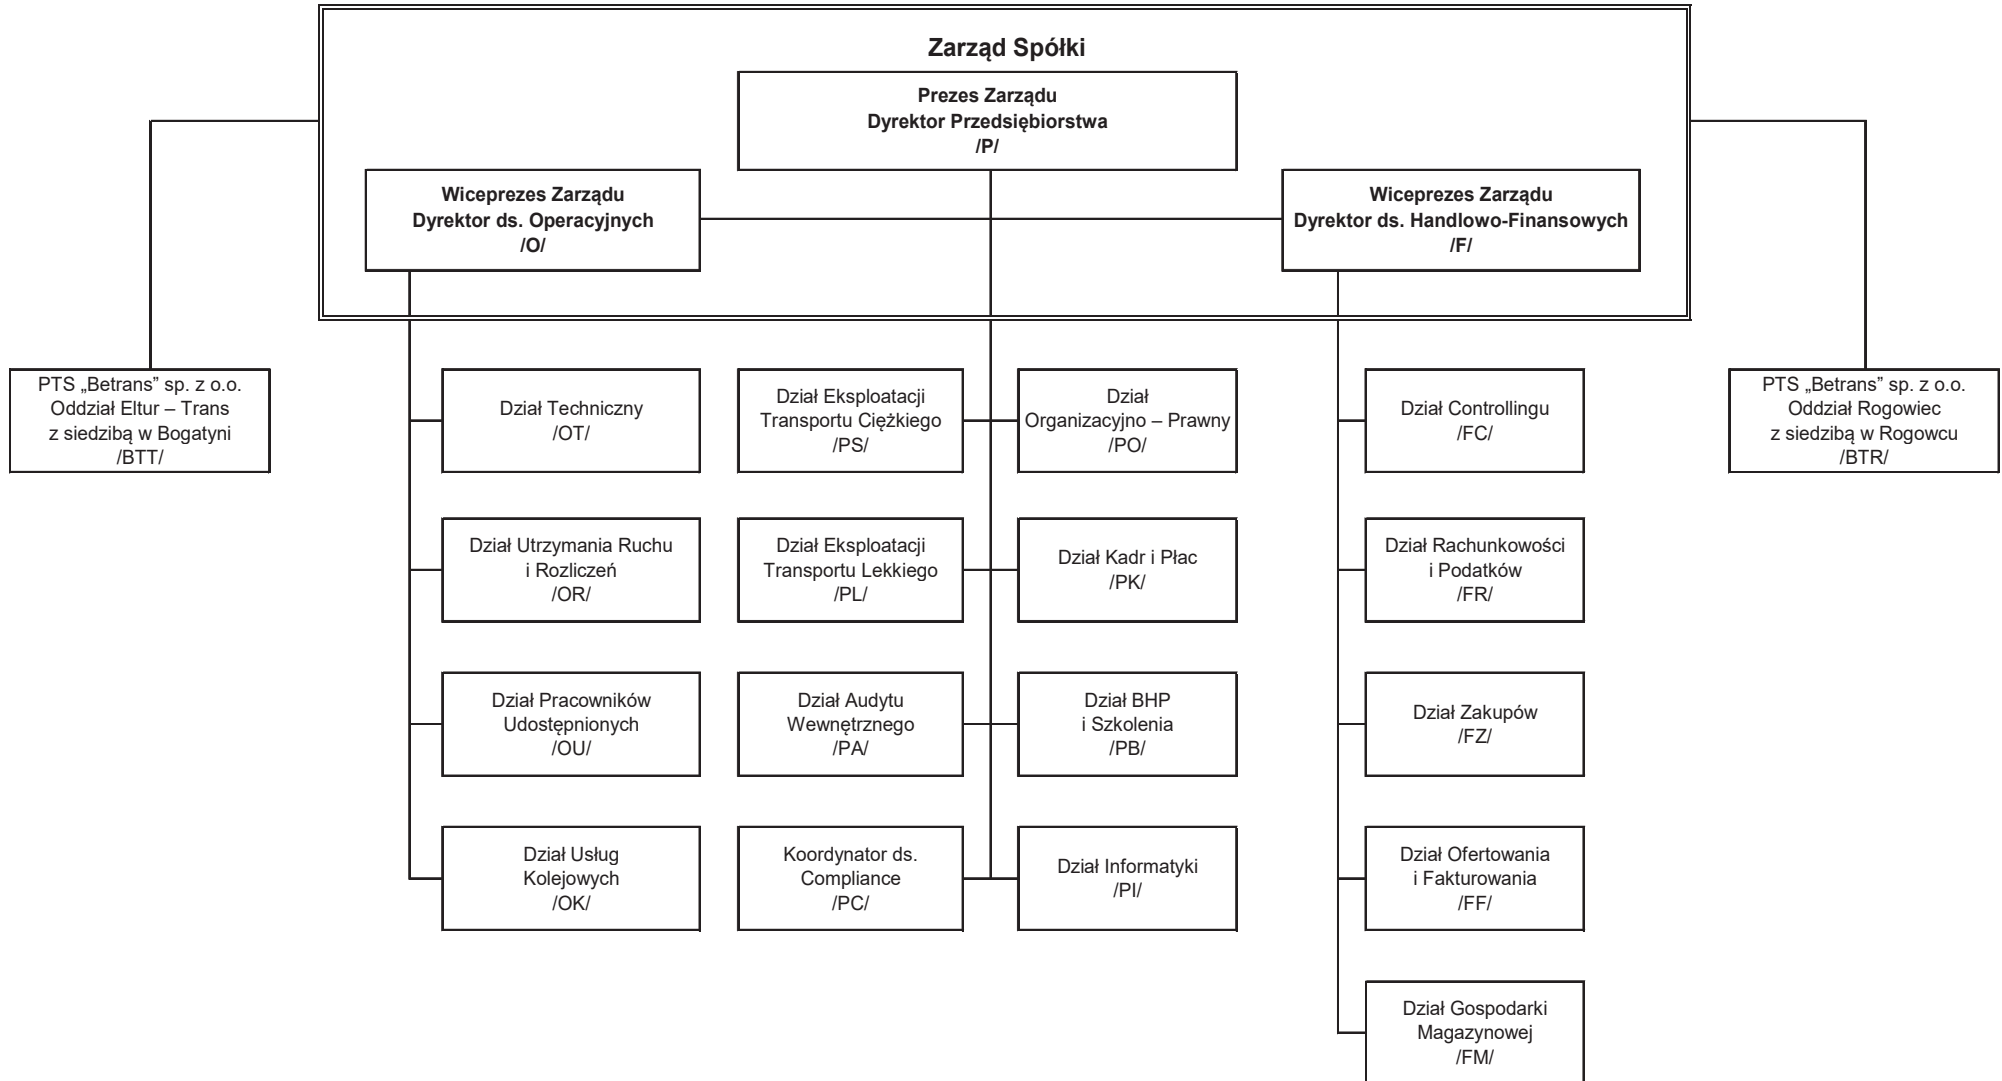 Zarząd Spółki
Prezes Zarządu
Dyrektor Przedsiębiorstwa
/P/
Wiceprezes Zarządu
Dyrektor ds. Operacyjnych
/O/
Wiceprezes Zarządu
Dyrektor ds. Handlowo-Finansowych
/F/
PTS „Betrans” sp. z o.o.
Oddział Eltur – Trans
z siedzibą w Bogatyni
/BTT/
Dział Techniczny
/OT/
Dział Eksploatacji
Transportu Ciężkiego
/PS/
Dział
Organizacyjno – Prawny
/PO/
Dział Controllingu
/FC/
PTS „Betrans” sp. z o.o.
Oddział Rogowiec
z siedzibą w Rogowcu
/BTR/
Dział Utrzymania Ruchu
i Rozliczeń
/OR/
Dział Eksploatacji
Transportu Lekkiego
/PL/
Dział Kadr i Płac
/PK/
Dział Rachunkowości
i Podatków
/FR/
Dział Pracowników
Udostępnionych
/OU/
Dział Audytu
Wewnętrznego
/PA/
Dział BHP
i Szkolenia
/PB/
Dział Zakupów
/FZ/
Dział Usług
Kolejowych
/OK/
Koordynator ds.
Compliance
/PC/
Dział Informatyki
/PI/
Dział Ofertowania
i Fakturowania
/FF/
Dział Gospodarki
Magazynowej
/FM/